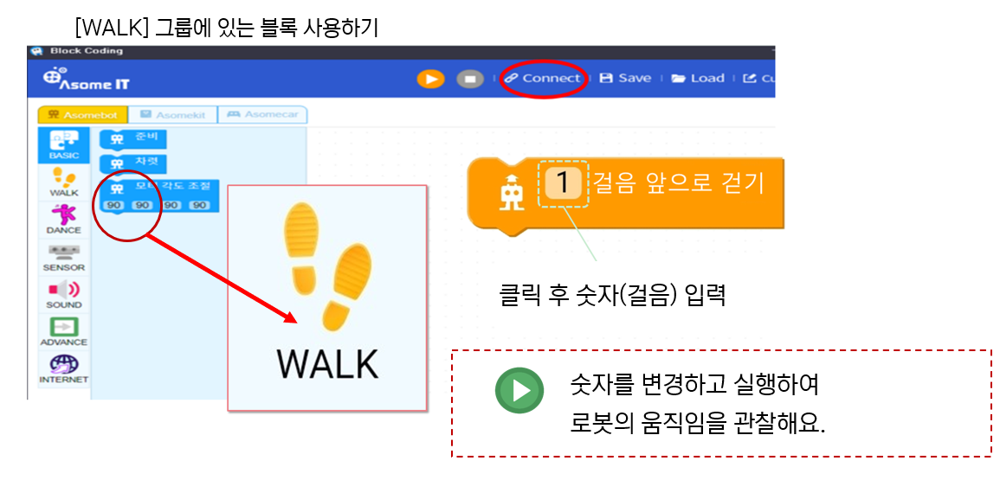 [WALK] 그룹에 있는 블록 사용하기
Block Coding
Asome IT
Connect
Save
Load
Asomebot
Asomekit
Asomecar
BASIC
준비
차렷
WALK
모터 각도 조절
90 90 90 90
DANCE
SENSOR
SOUND
ADVANCE
INTERNET
WALK
1 걸음 앞으로 걷기
클릭 후 숫자(걸음) 입력
숫자를 변경하고 실행하여
로봇의 움직임을 관찰해요.